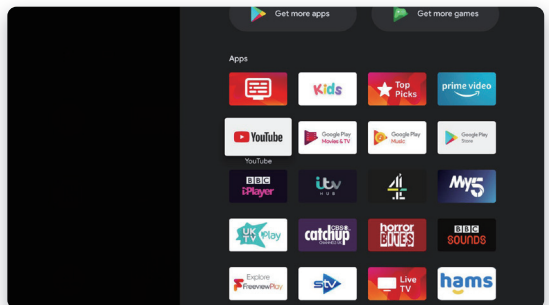 Get more apps
Get more games
Apps
Kids
Top
Picks
prime video
YouTube
Google Play
Movies & TV
Google Play
Music
Google Play
Store
YouTube
BBC
iPlayer
itv
HUB
4
My5
UKTV Play
CBS
catchup
CHANNELS UK
horror
BITES
BBC
SOUNDS
Explore
FreeviewPlay
stv
Live
TV
hams